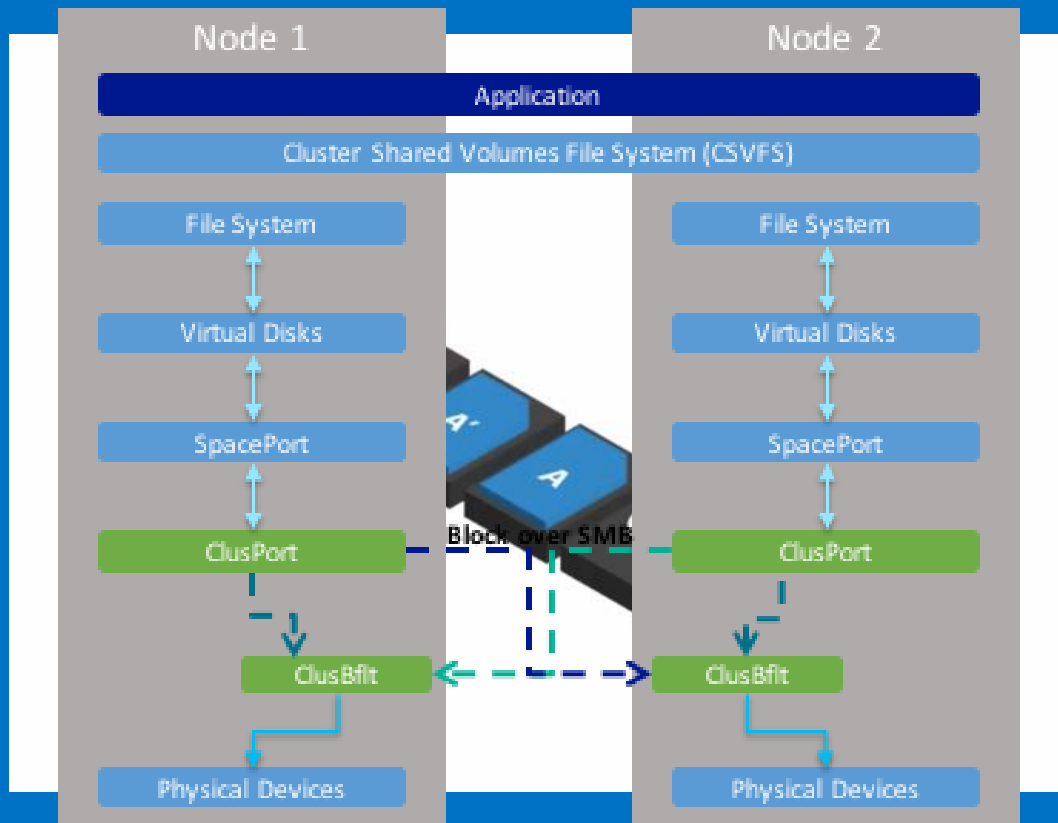 Node 1
Node 2
Application
Cluster Shared Volumes File System (CSVFS)
File System
File System
Virtual Disks
Virtual Disks
SpacePort
SpacePort
A'
A
Block over SMB
ClusPort
ClusPort
ClusBflt
ClusBflt
Physical Devices
Physical Devices